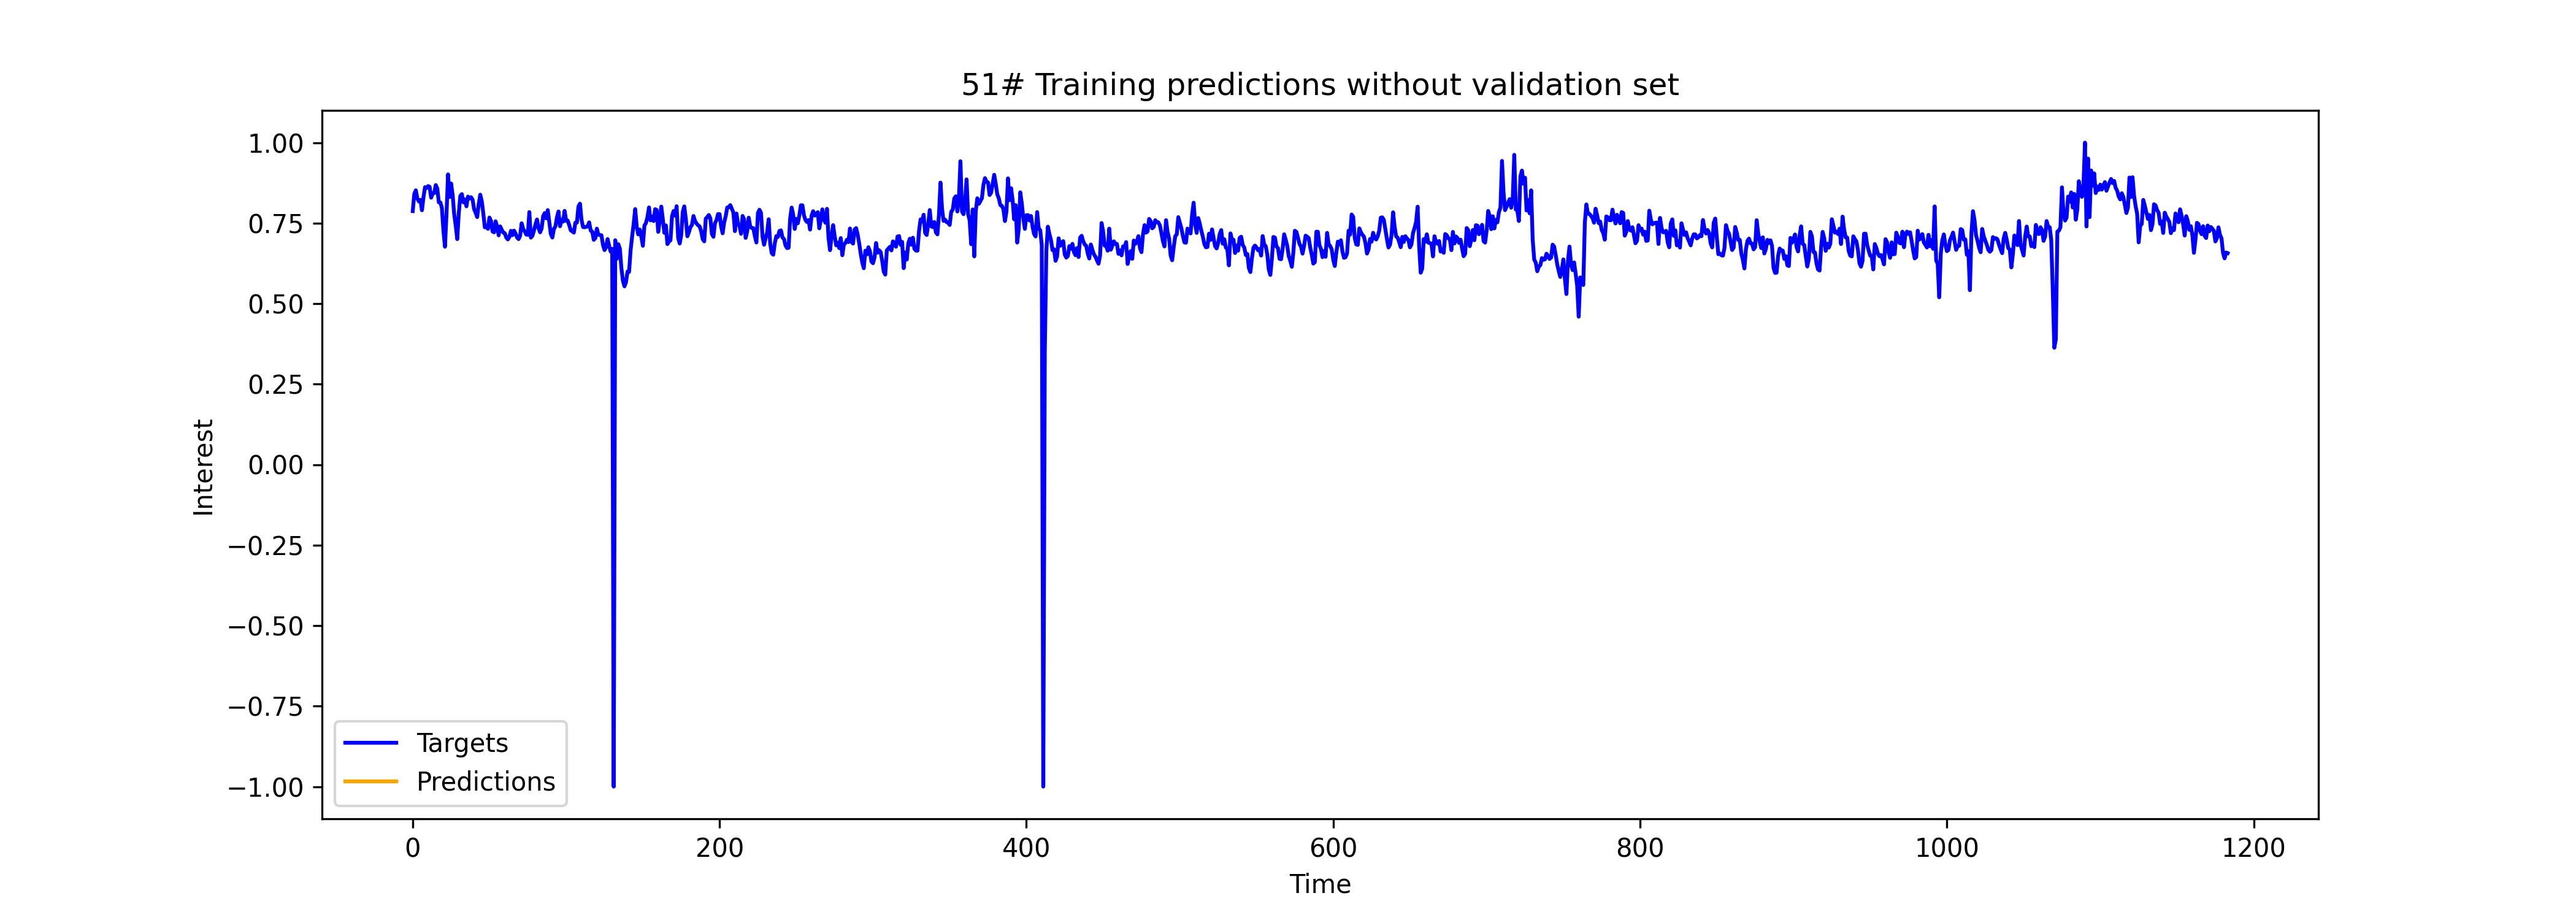 51# Training predictions without validation set
1.00
0.75
0.50
0.25
0.00
−0.25
−0.50
−0.75
−1.00
Interest
Targets
Predictions
0 200 400 600 800 1000 1200
Time